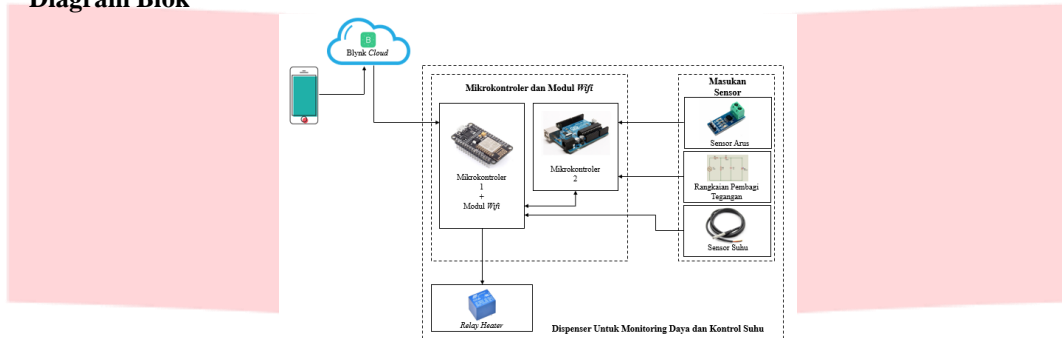 Diagram Blok
B
Blynk Cloud
Mikrokontroler dan Modul Wifi
Masukan
Sensor
Sensor Arus
Mikrokontroler
1
+
Modul Wifi
Mikrokontroler
2
Rangkaian Pembagi
Tegangan
Sensor Suhu
Relay Heater
Dispenser Untuk Monitoring Daya dan Kontrol Suhu